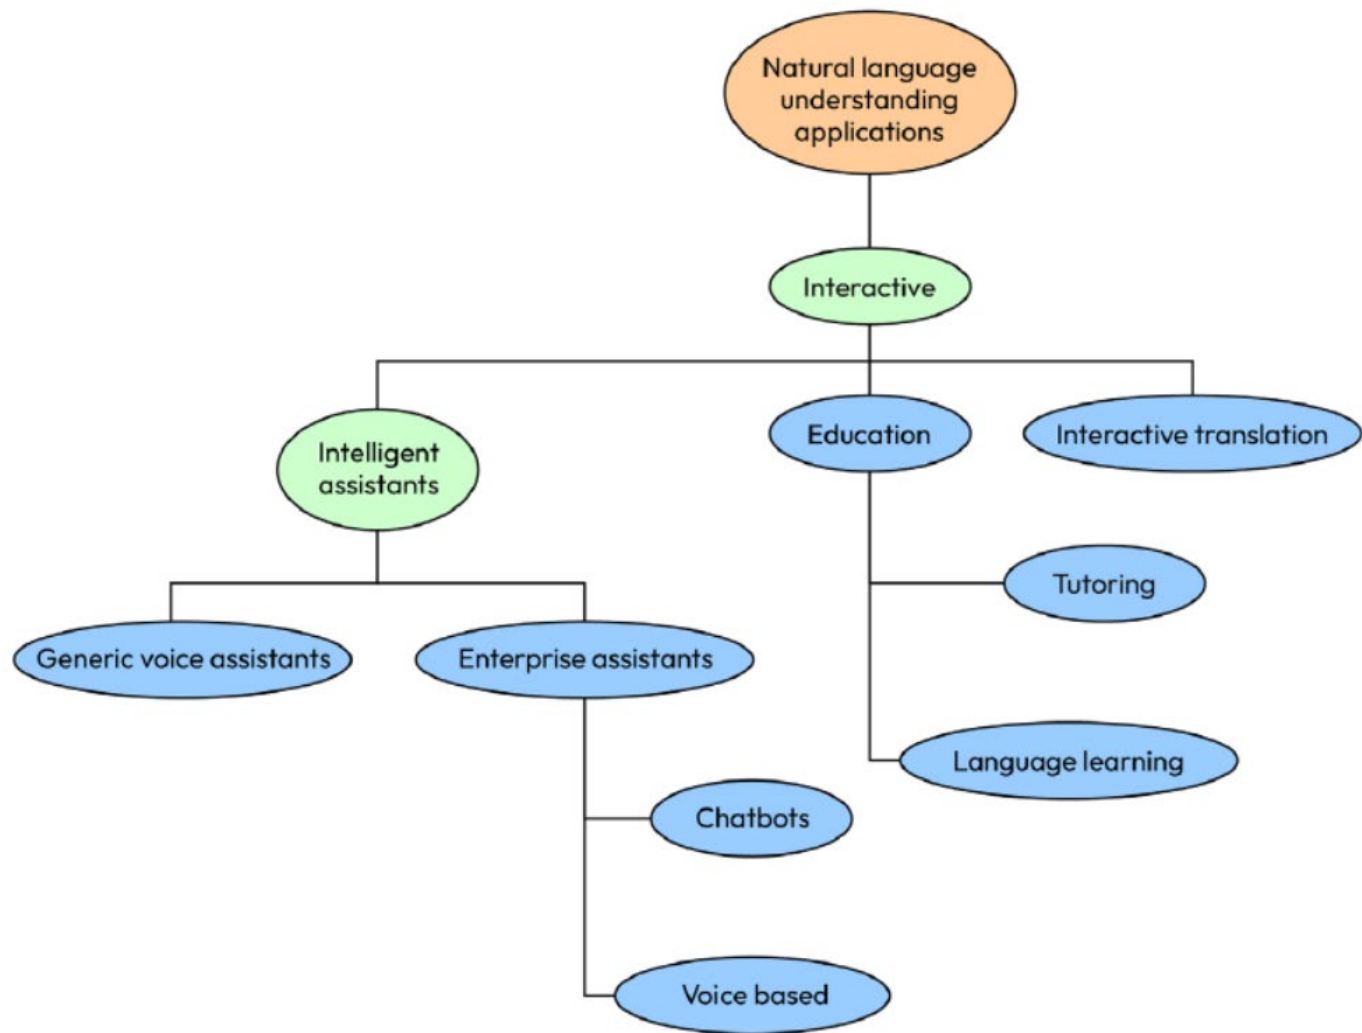 Natural language
understanding
applications
Interactive
Intelligent
assistants
Education
Interactive translation
Tutoring
Generic voice assistants
Enterprise assistants
Language learning
Chatbots
Voice based